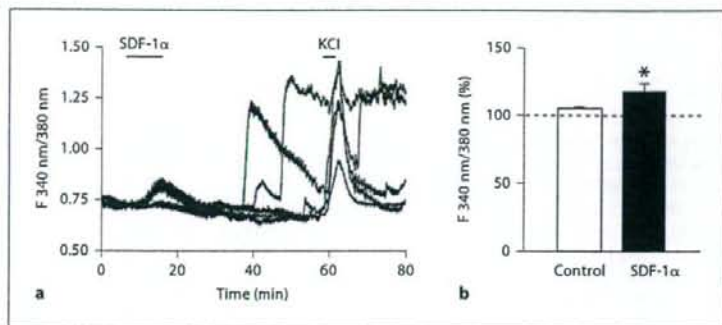 SDF-1α
KCl
F 340 nm/380 nm
1.50
1.25
1.00
0.75
0.50
0
20
40
60
80
Time (min)
a
F 340 nm/380 nm (%)
150
100
50
0
*
Control
SDF-1α
b